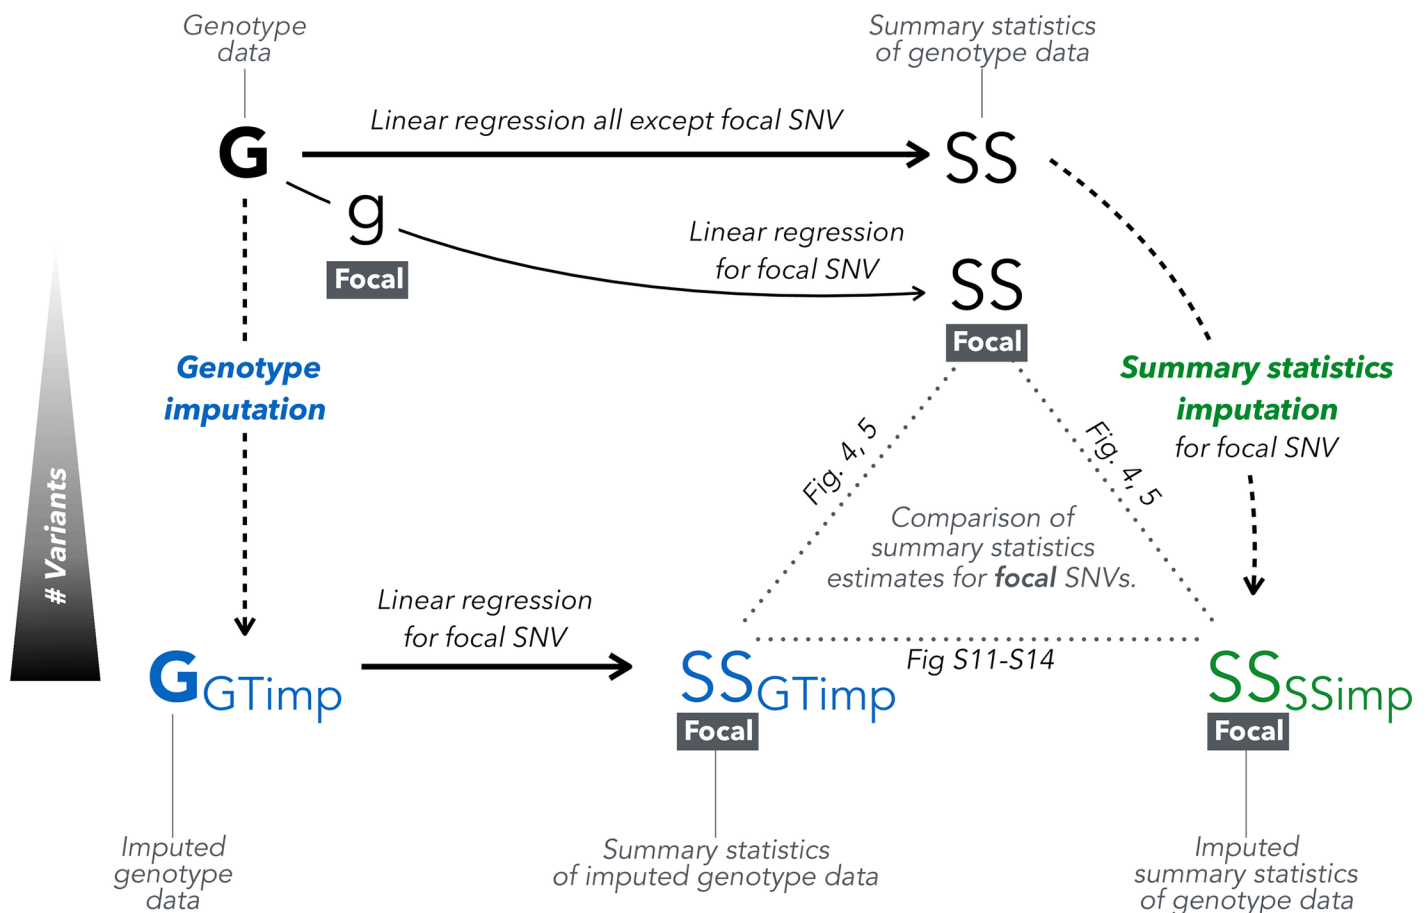 Genotype
data
Summary statistics
of genotype data
Linear regression all except focal SNV
G
SS
g
Focal
Linear regression
for focal SNV
SS
Focal
Genotype
imputation
Summary statistics
imputation
for focal SNV
Fig. 4, 5
Fig. 4, 5
# Variants
Comparison of
summary statistics
estimates for focal SNVs.
Linear regression
for focal SNV
Fig S11-S14
GGTimp
SSGTimp
Focal
SSSSimp
Focal
Imputed
genotype
data
Summary statistics
of imputed genotype data
Imputed
summary statistics
of genotype data